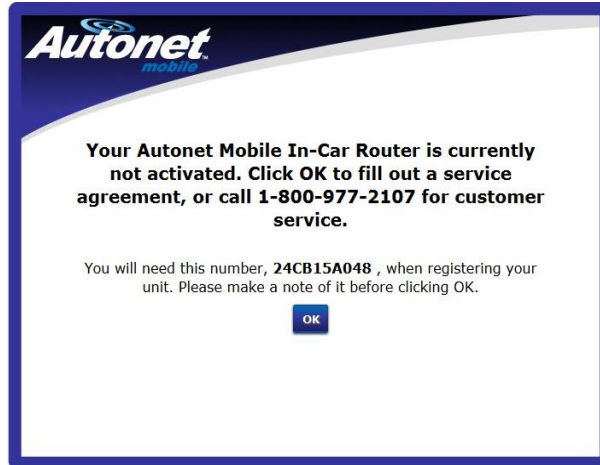 Autonet
mobile
Your Autonet Mobile In-Car Router is currently
not activated. Click OK to fill out a service
agreement, or call 1-800-977-2107 for customer
service.
You will need this number, 24CB15A048 , when registering your
unit. Please make a note of it before clicking OK.
OK